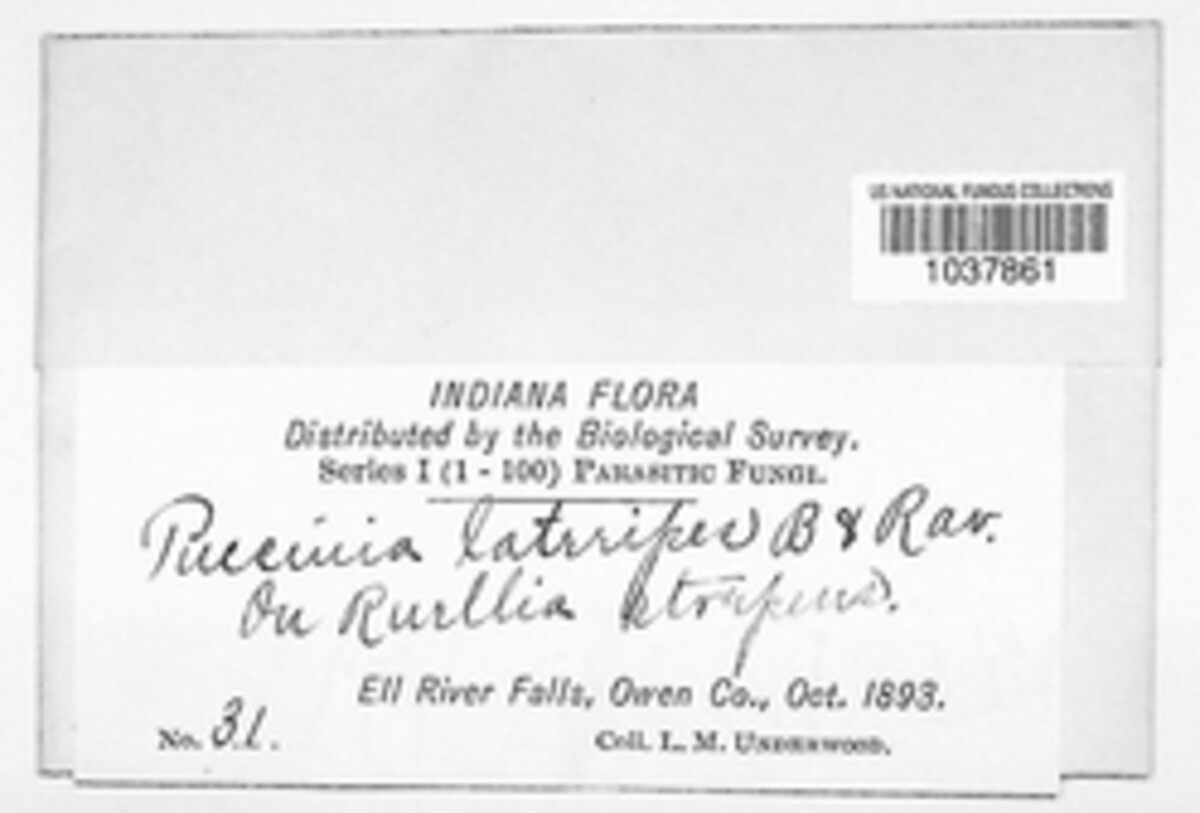 US NATIONAL FUNGUS COLLECTIONS
1037861
INDIANA FLORA
Distributed by the Biological Survey.
Series I (1 - 100) PARASITIC FUNGI.
Puccinia lateripes B & Rav.
On Ruellia strepens.
Ell River Falls, Owen Co., Oct. 1893.
No. 31.
Coll. L. M. UNDERWOOD.